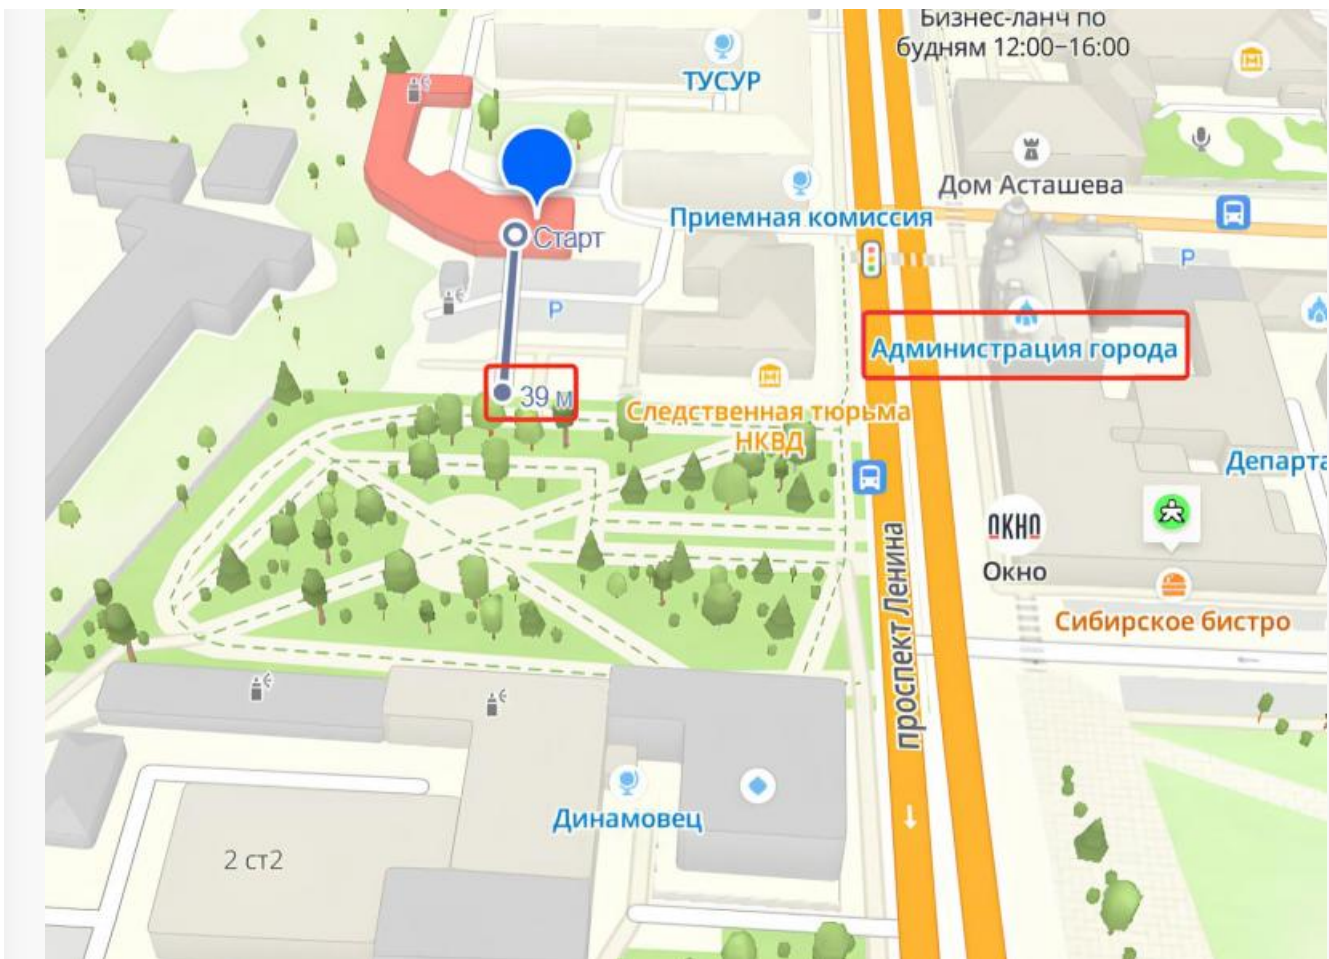 Бизнес-ланч по
будням 12:00–16:00
ТУСУР
Дом Асташева
Приемная комиссия
Старт
P
P
Администрация города
39 м
Следственная тюрьма
НКВД
Департа
ОКНО
Окно
проспект Ленина
Сибирское бистро
Динамовец
2 ст2